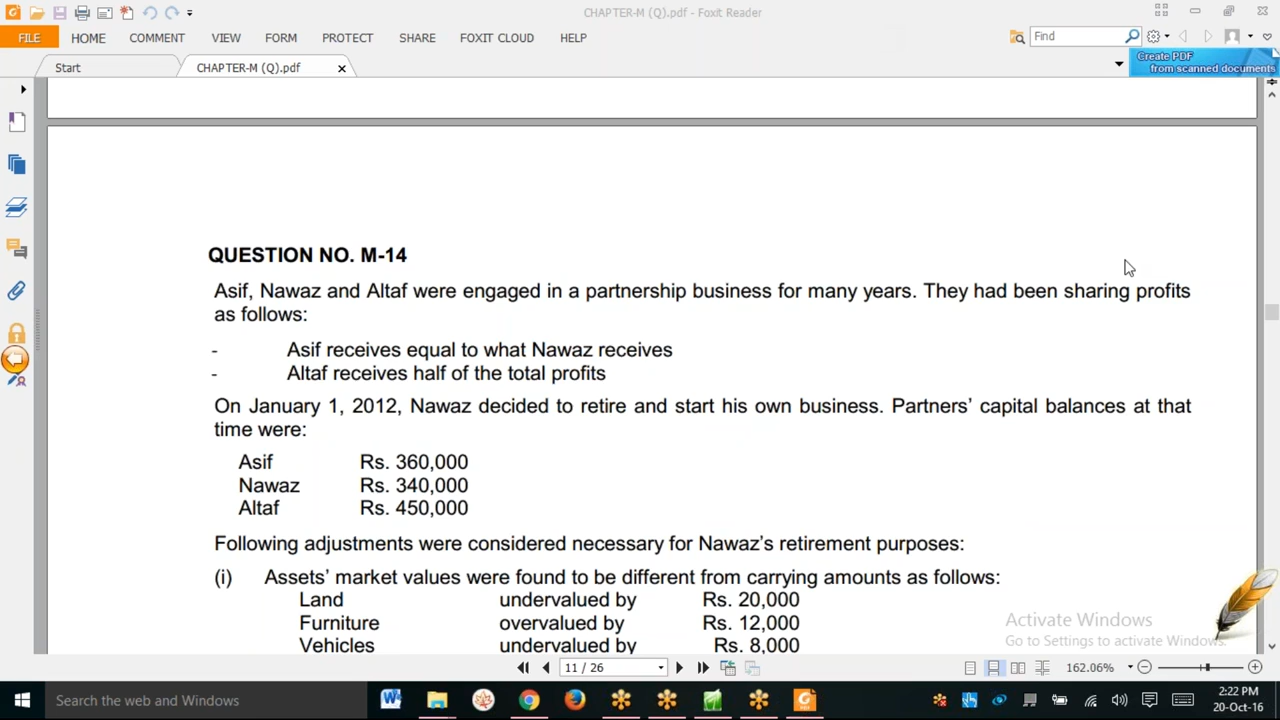 CHAPTER-M (Q).pdf - Foxit Reader
FILE HOME COMMENT VIEW FORM PROTECT SHARE FOXIT CLOUD HELP Find
Start CHAPTER-M (Q).pdf
Create PDF
from scanned documents
QUESTION NO. M-14
Asif, Nawaz and Altaf were engaged in a partnership business for many years. They had been sharing profits
as follows:
- Asif receives equal to what Nawaz receives
- Altaf receives half of the total profits
On January 1, 2012, Nawaz decided to retire and start his own business. Partners' capital balances at that
time were:
Asif Rs. 360,000
Nawaz Rs. 340,000
Altaf Rs. 450,000
Following adjustments were considered necessary for Nawaz's retirement purposes:
(i) Assets' market values were found to be different from carrying amounts as follows:
Land undervalued by Rs. 20,000
Furniture overvalued by Rs. 12,000
Vehicles undervalued by Rs. 8,000
Activate Windows
Go to Settings to activate Windows.
11 / 26 162.06%
Search the web and Windows
2:22 PM
20-Oct-16